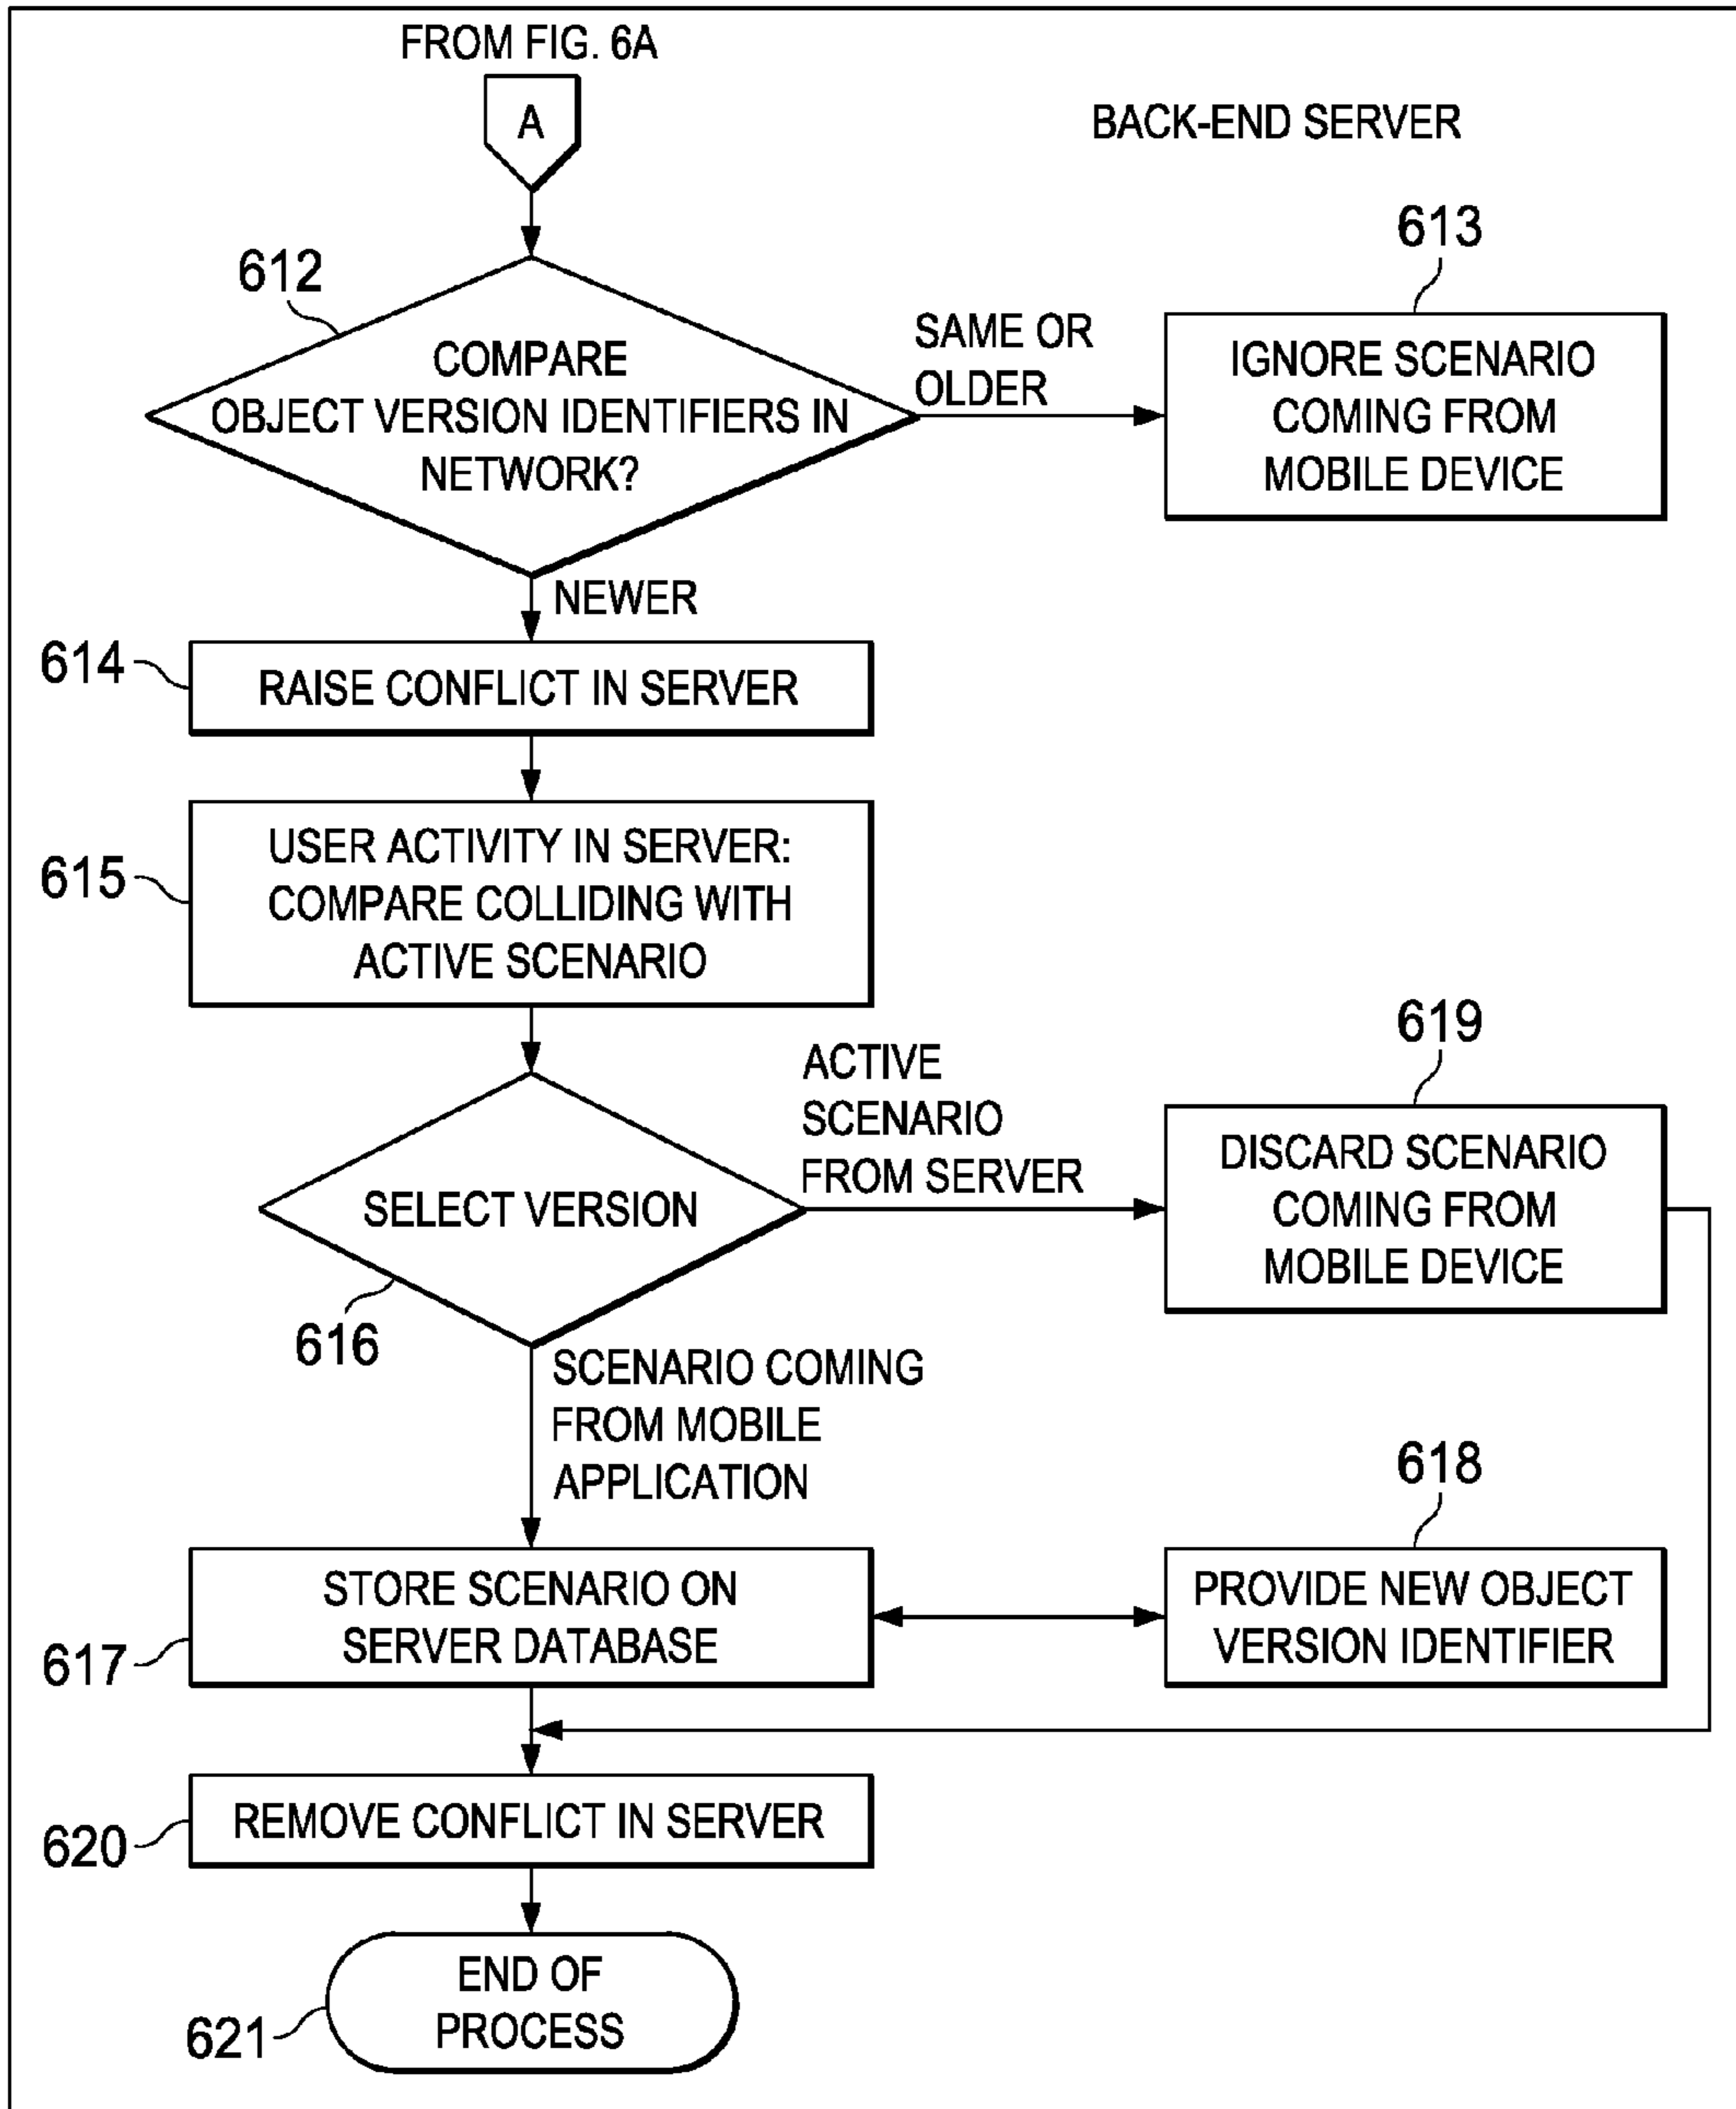 FROM FIG. 6A
A
BACK-END SERVER
612
COMPARE
OBJECT VERSION IDENTIFIERS IN
NETWORK?
SAME OR
OLDER
613
IGNORE SCENARIO
COMING FROM
MOBILE DEVICE
NEWER
614
RAISE CONFLICT IN SERVER
615
USER ACTIVITY IN SERVER:
COMPARE COLLIDING WITH
ACTIVE SCENARIO
616
SELECT VERSION
ACTIVE
SCENARIO
FROM SERVER
619
DISCARD SCENARIO
COMING FROM
MOBILE DEVICE
SCENARIO COMING
FROM MOBILE
APPLICATION
617
STORE SCENARIO ON
SERVER DATABASE
618
PROVIDE NEW OBJECT
VERSION IDENTIFIER
620
REMOVE CONFLICT IN SERVER
621
END OF
PROCESS